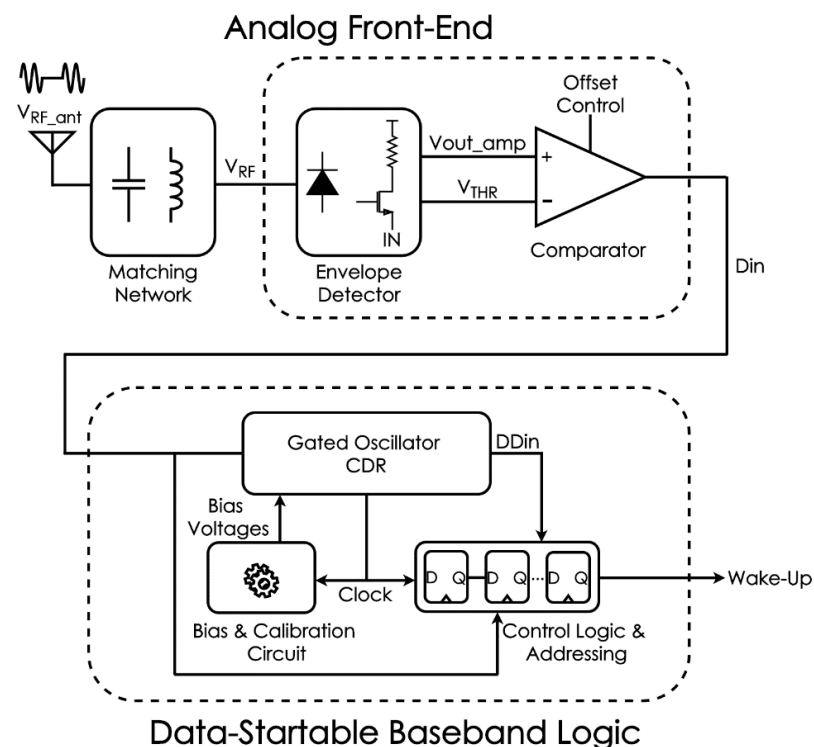 Analog Front-End
V_RF_ant
V_RF
Matching
Network
IN
Envelope
Detector
Vout_amp
V_THR
+
-
Offset
Control
Comparator
Din
Gated Oscillator
CDR
DDin
Bias
Voltages
Bias & Calibration
Circuit
Clock
D Q D Q ... D Q
Control Logic &
Addressing
Wake-Up
Data-Startable Baseband Logic